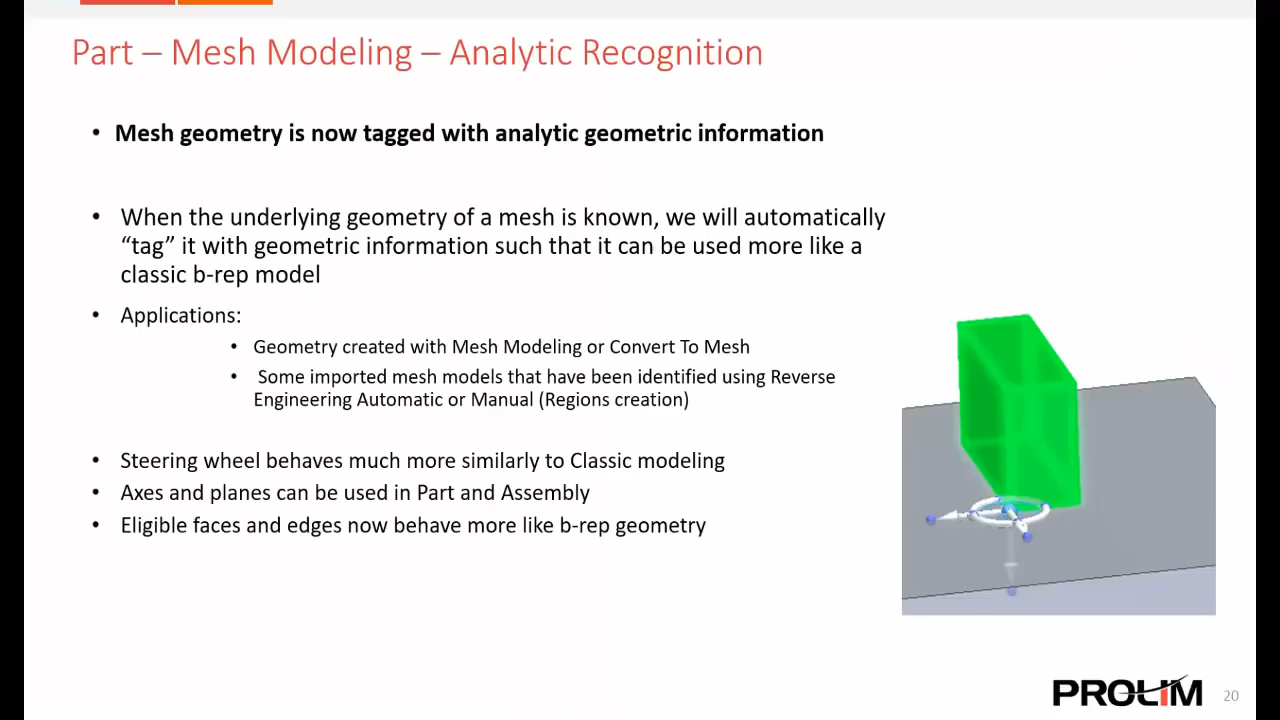 Part – Mesh Modeling – Analytic Recognition
• Mesh geometry is now tagged with analytic geometric information
• When the underlying geometry of a mesh is known, we will automatically
“tag” it with geometric information such that it can be used more like a
classic b-rep model
• Applications:
• Geometry created with Mesh Modeling or Convert To Mesh
• Some imported mesh models that have been identified using Reverse
Engineering Automatic or Manual (Regions creation)
• Steering wheel behaves much more similarly to Classic modeling
• Axes and planes can be used in Part and Assembly
• Eligible faces and edges now behave more like b-rep geometry
PROLIM
20